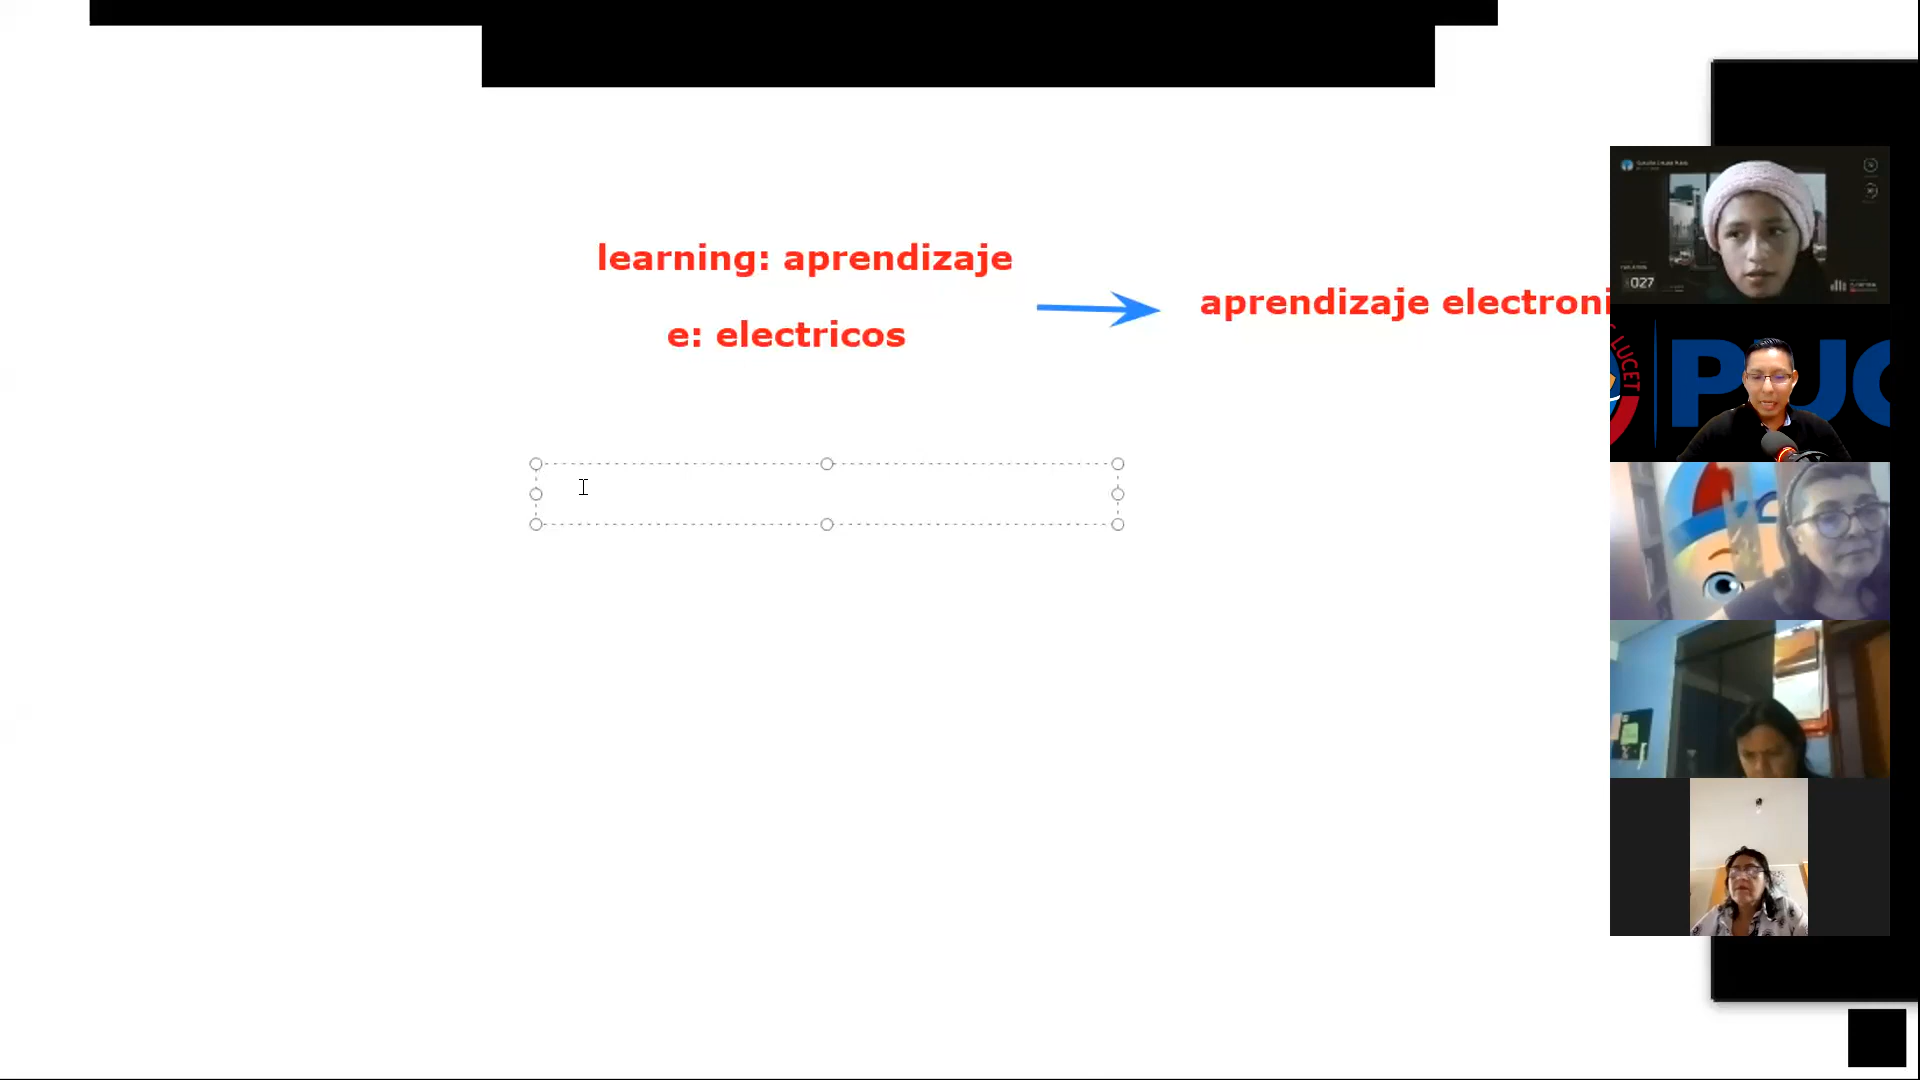 learning: aprendizaje
e: electricos
aprendizaje electroni
027
LUCET
PUC